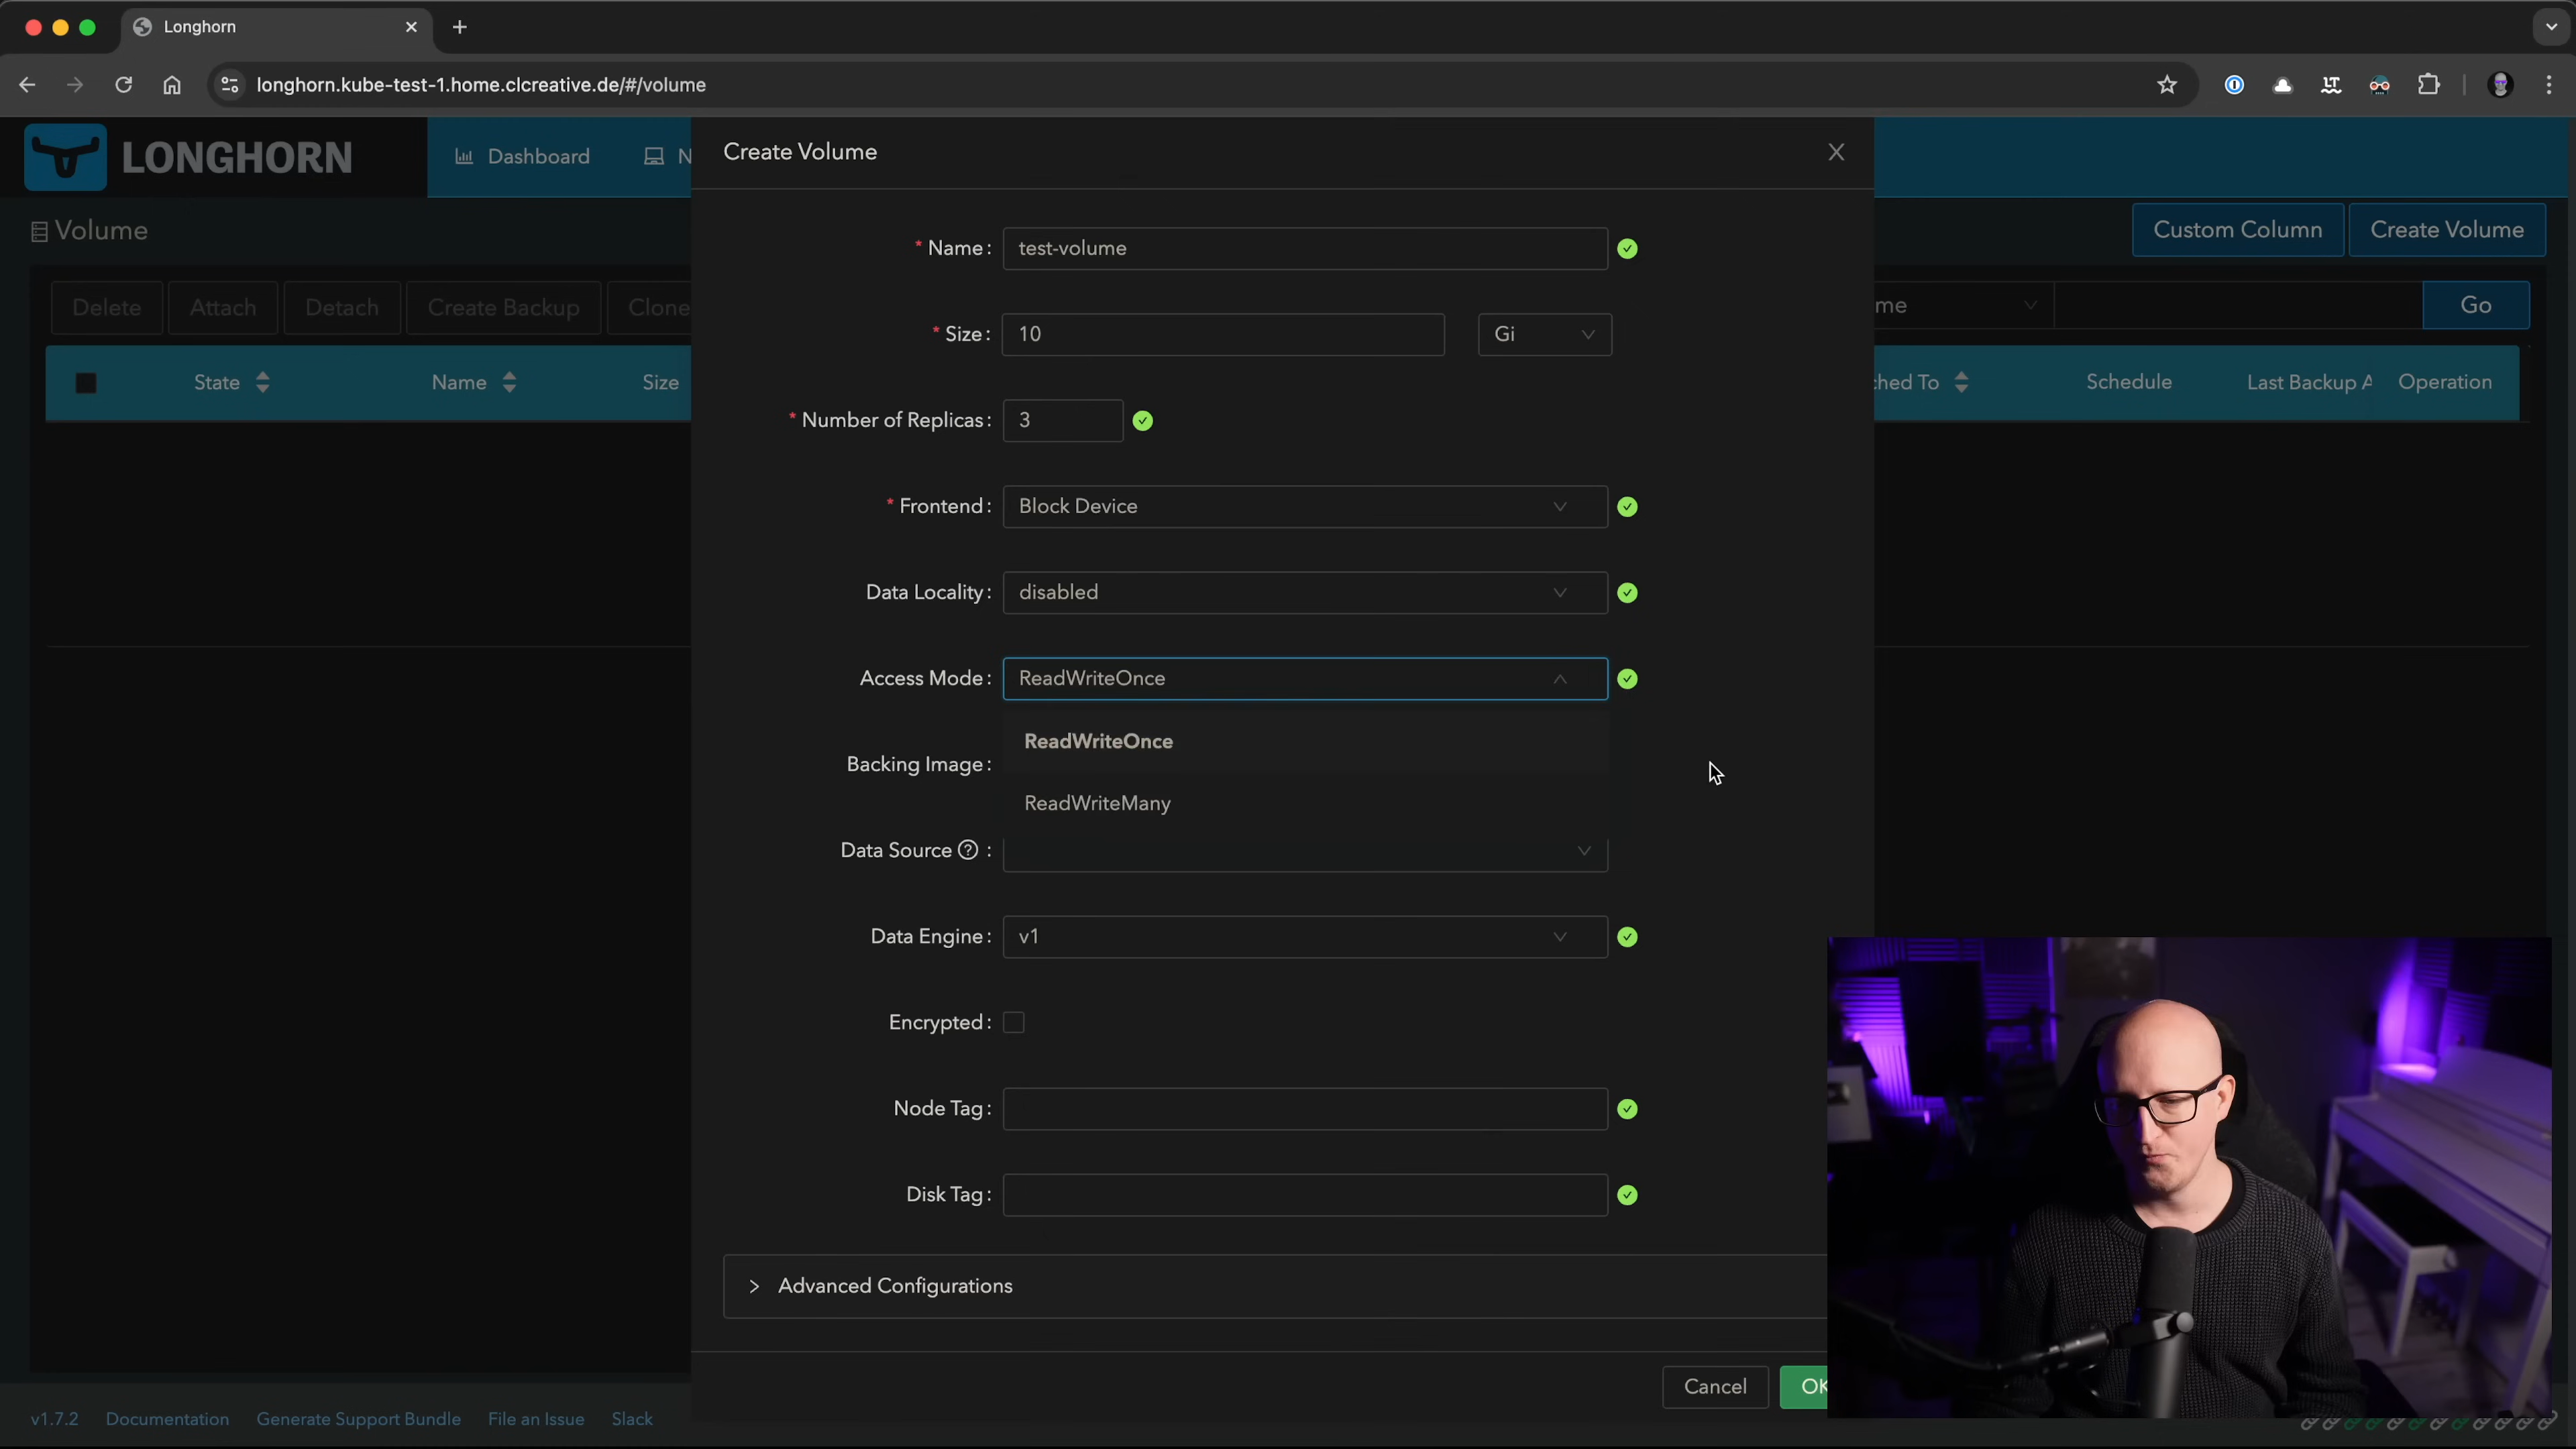 Longhorn
longhorn.kube-test-1.home.clcreative.de/#/volume
LONGHORN
Dashboard
N
Create Volume
Volume
Custom Column
Create Volume
* Name : test-volume
Delete
Attach
Detach
Create Backup
Clone
me
Go
* Size : 10 Gi
State
Name
Size
ched To
Schedule
Last Backup A
Operation
* Number of Replicas : 3
* Frontend : Block Device
Data Locality : disabled
Access Mode : ReadWriteOnce
ReadWriteOnce
Backing Image :
ReadWriteMany
Data Source ? :
Data Engine : v1
Encrypted :
Node Tag :
Disk Tag :
Advanced Configurations
Cancel
OK
v1.7.2
Documentation
Generate Support Bundle
File an Issue
Slack